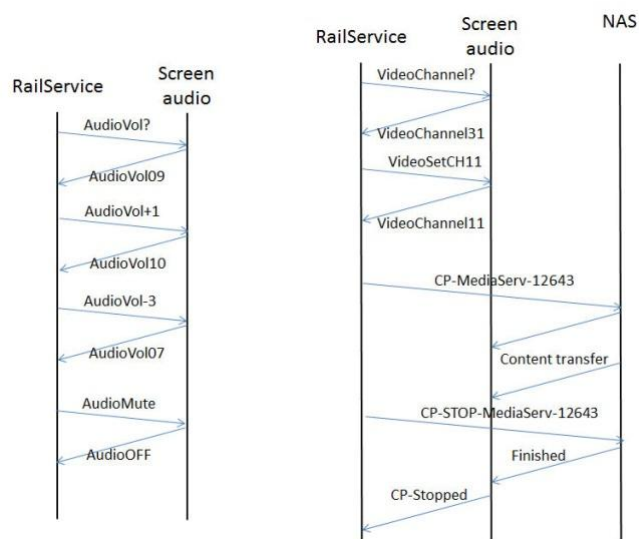 RailService
Screen
audio
AudioVol?
AudioVol09
AudioVol+1
AudioVol10
AudioVol-3
AudioVol07
AudioMute
AudioOFF
RailService
Screen
audio
NAS
VideoChannel?
VideoChannel31
VideoSetCH11
VideoChannel11
CP-MediaServ-12643
Content transfer
CP-STOP-MediaServ-12643
Finished
CP-Stopped